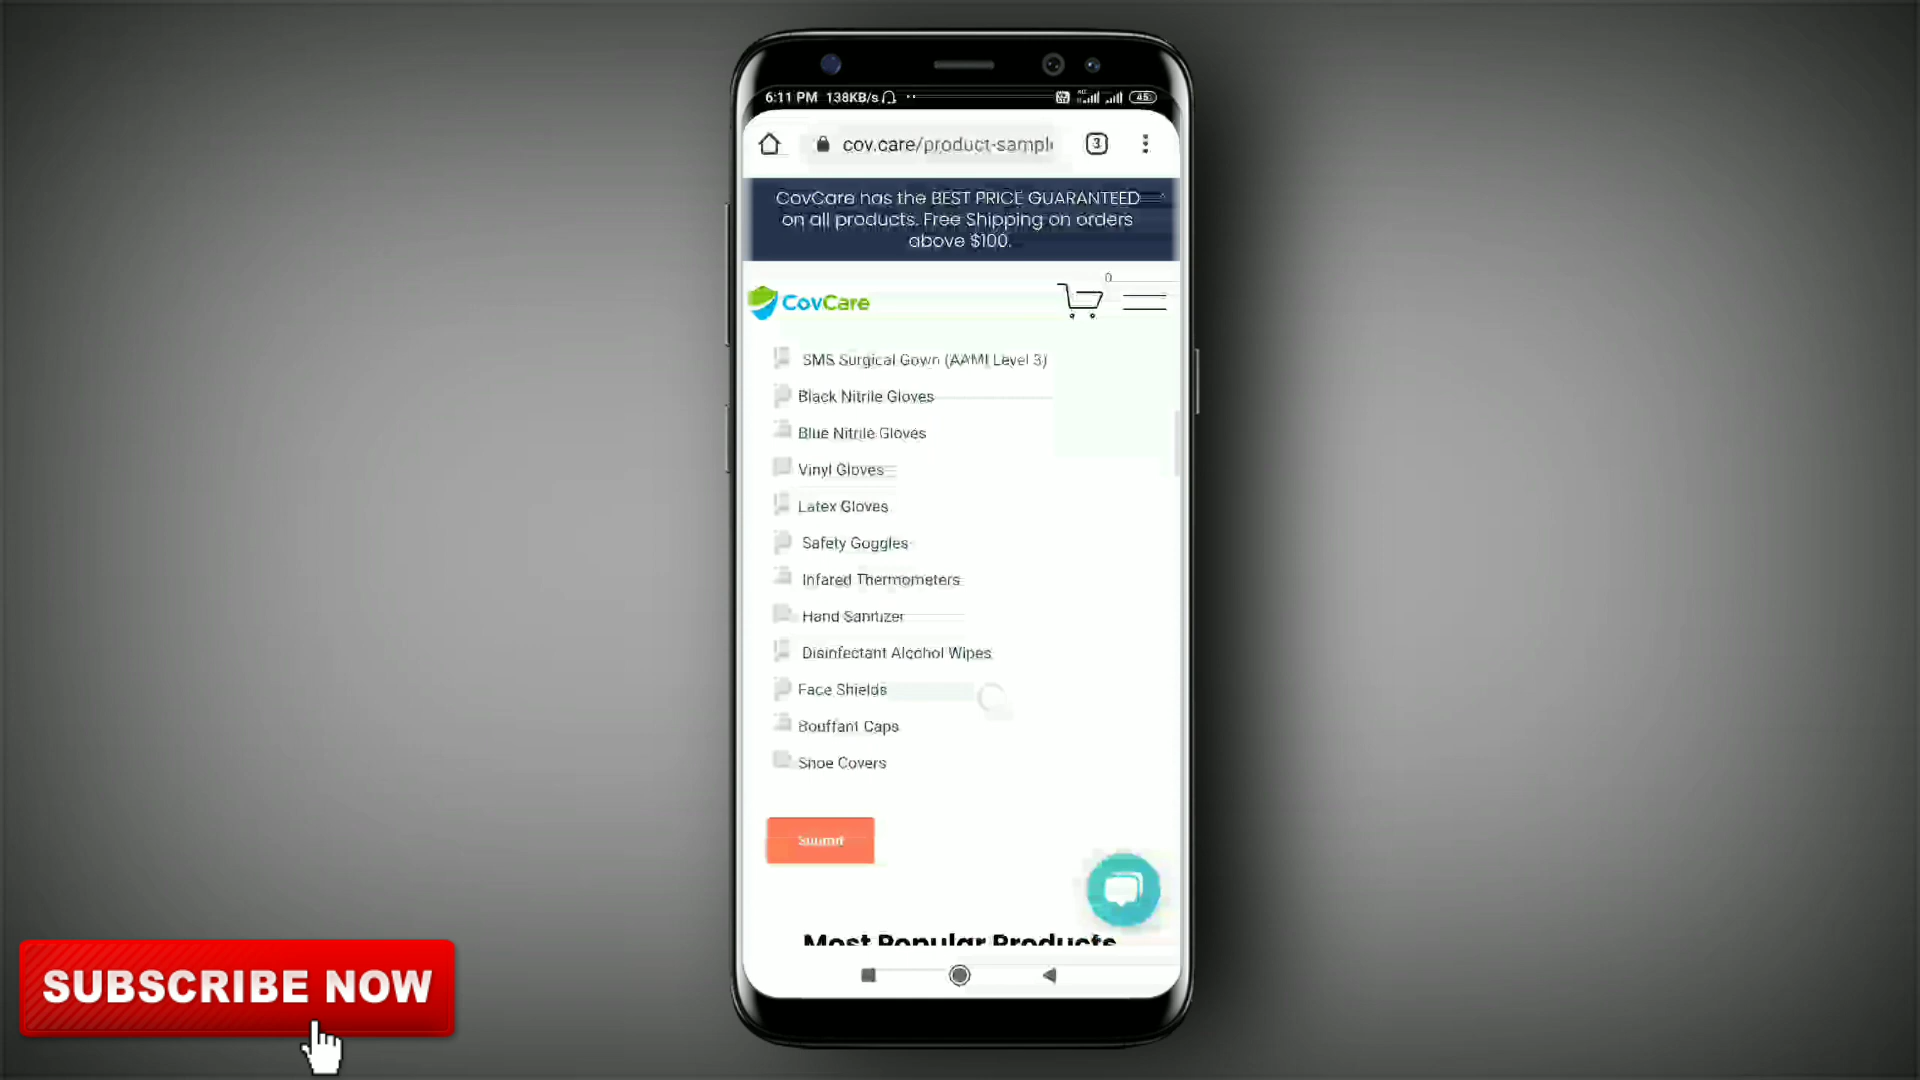 6:11 PM 138KB/s 45
cov.care/product-sampl 3
CovCare has the BEST PRICE GUARANTEED
on all products. Free Shipping on orders
above $100.
0
CovCare
SMS Surgical Gown (AAMI Level 3)
Black Nitrile Gloves
Blue Nitrile Gloves
Vinyl Gloves
Latex Gloves
Safety Goggles
Infared Thermometers
Hand Sanitizer
Disinfectant Alcohol Wipes
Face Shields
Bouffant Caps
Shoe Covers
Submit
Most Popular Products
SUBSCRIBE NOW